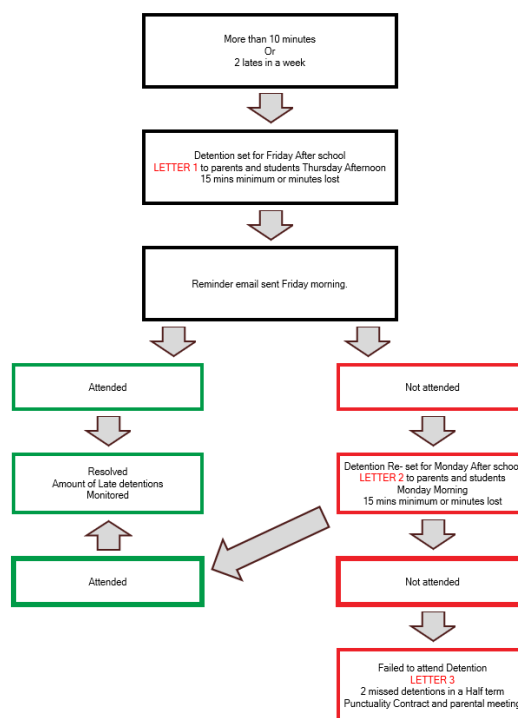 More than 10 minutes
Or
2 lates in a week
Detention set for Friday After school
LETTER 1 to parents and students Thursday Afternoon
15 mins minimum or minutes lost
Reminder email sent Friday morning.
Attended
Not attended
Resolved
Amount of Late detentions
Monitored
Detention Re- set for Monday After school
LETTER 2 to parents and students
Monday Morning
15 mins minimum or minutes lost
Attended
Not attended
Failed to attend Detention
LETTER 3
2 missed detentions in a Half term
Punctuality Contract and parental meeting